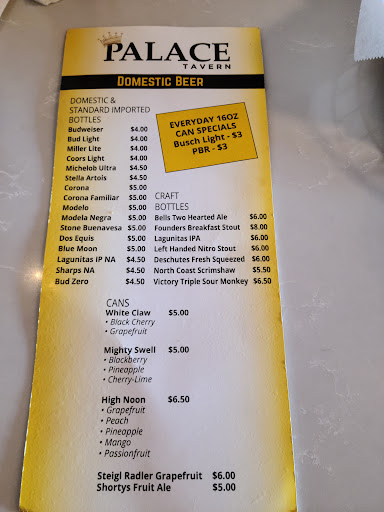 PALACE
TAVERN
DOMESTIC BEER
EVERYDAY 16OZ
CAN SPECIALS
Busch Light - $3
PBR - $3
DOMESTIC &
STANDARD IMPORTED
BOTTLES
Budweiser $4.00
Bud Light $4.00
Miller Lite $4.00
Coors Light $4.00
Michelob Ultra $4.50
Stella Artois $4.50
Corona $5.00
Corona Familiar $5.00
Modelo $5.00
Modela Negra $5.00
Stone Buenavesa $5.00
Dos Equis $5.00
Blue Moon $5.00
Lagunitas IP NA $4.50
Sharps NA $4.50
Bud Zero $4.50
CRAFT
BOTTLES
Bells Two Hearted Ale $6.00
Founders Breakfast Stout $8.00
Lagunitas IPA $6.00
Left Handed Nitro Stout $6.00
Deschutes Fresh Squeezed $6.00
North Coast Scrimshaw $5.50
Victory Triple Sour Monkey $6.50
CANS
White Claw $5.00
• Black Cherry
• Grapefruit
Mighty Swell $5.00
• Blackberry
• Pineapple
• Cherry-Lime
High Noon $6.50
• Grapefruit
• Peach
• Pineapple
• Mango
• Passionfruit
Steigl Radler Grapefruit $6.00
Shortys Fruit Ale $5.00